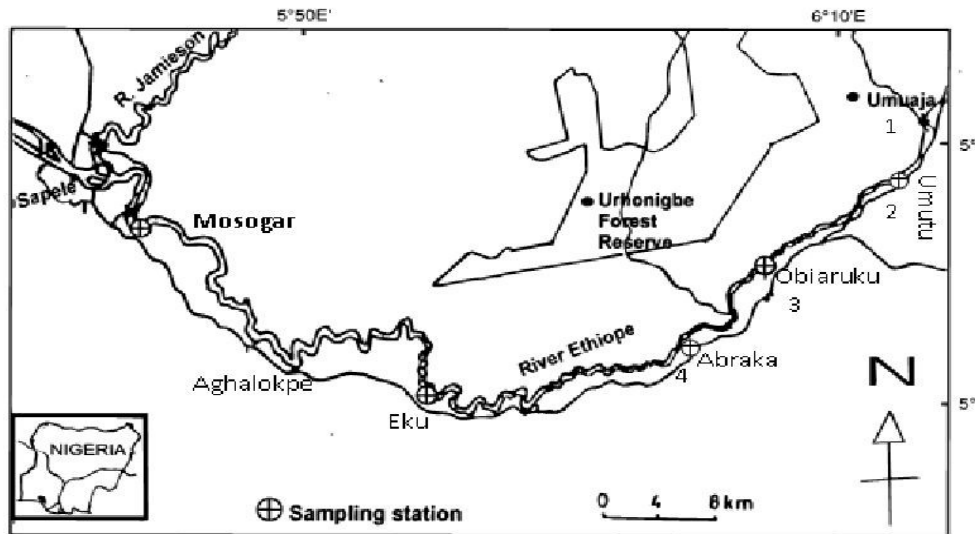 5°50E'
6°10'E
R. Jamieson
Umuaja
1
5°
Sapele
Umutu
2
Mosogar
Urhonigbe
Forest
Reserve
Obiaruku
3
River Ethiope
Aghalokpe
Abraka
4
N
Eku
5°
NIGERIA
Sampling station
0 4 8km